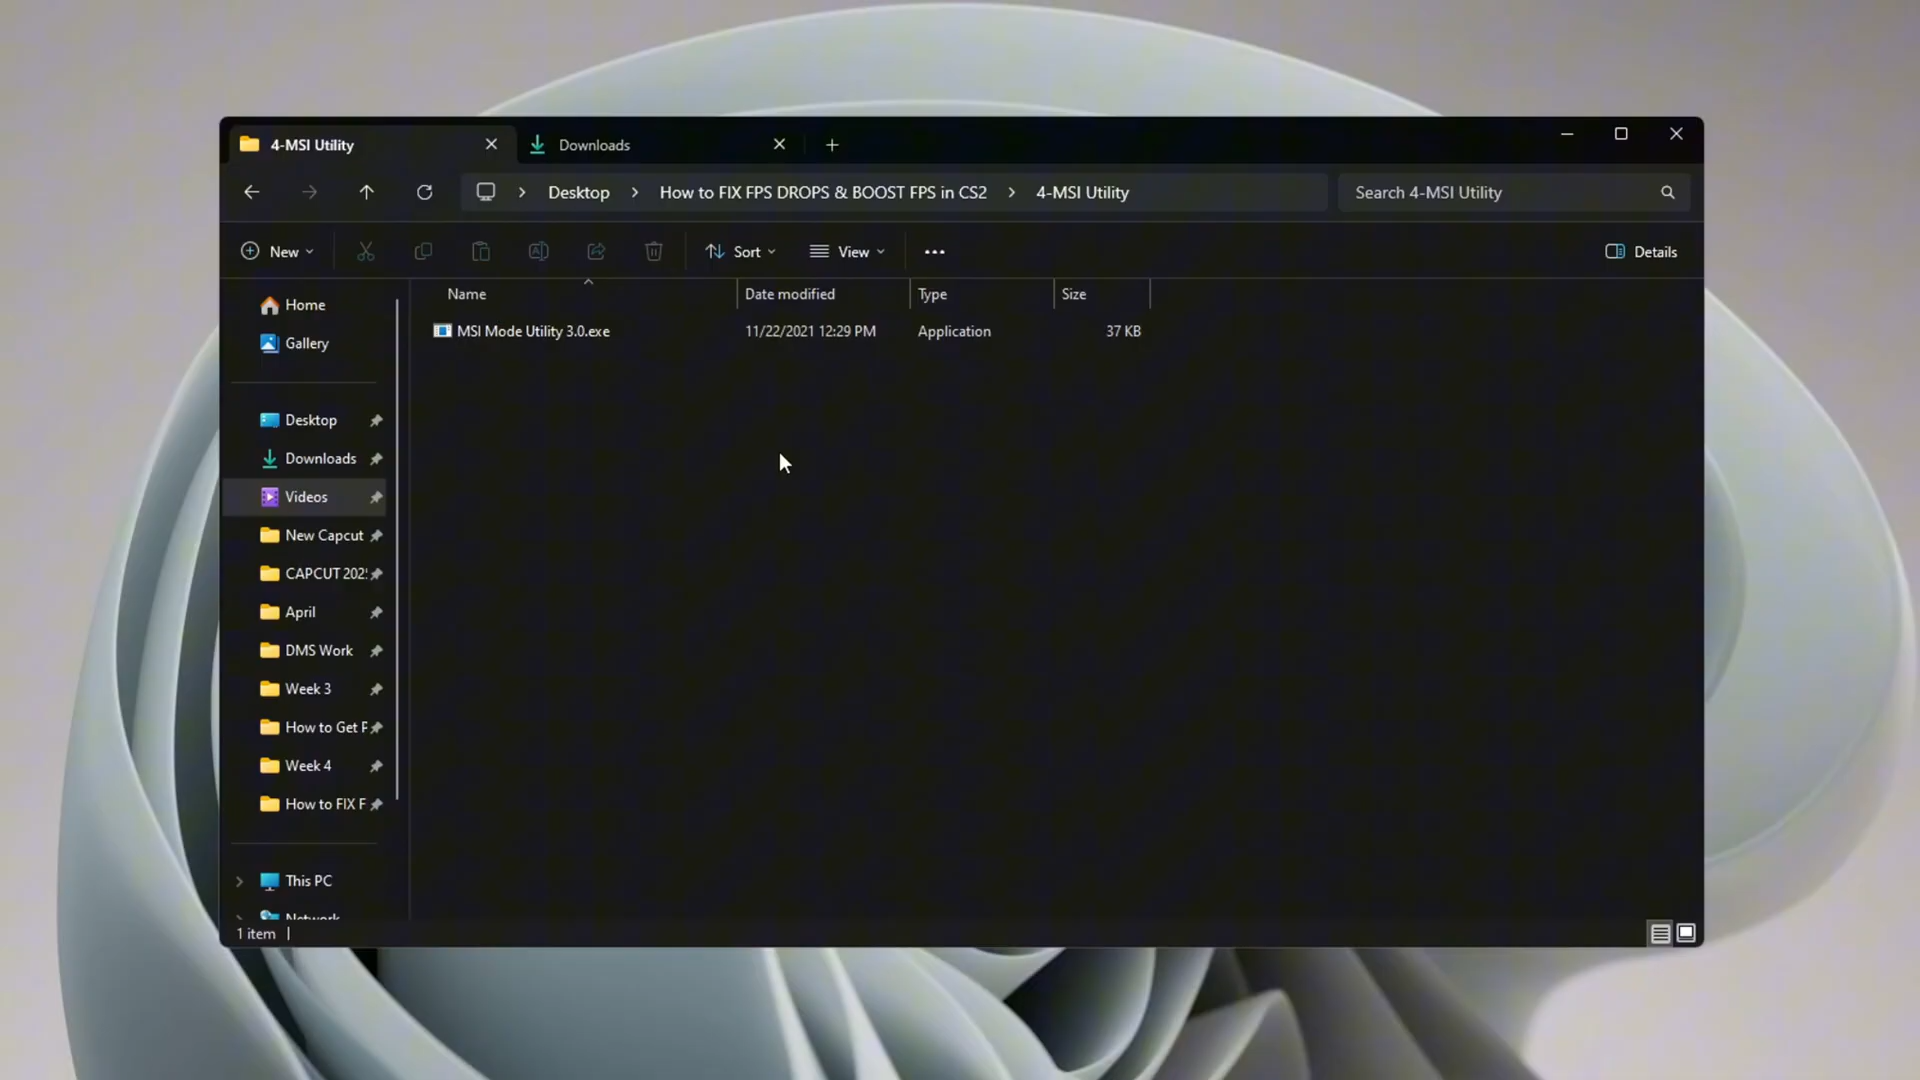 4-MSI Utility
Downloads
Desktop > How to FIX FPS DROPS & BOOST FPS in CS2 > 4-MSI Utility
Search 4-MSI Utility
New
Sort
View
Details
Name
Date modified
Type
Size
MSI Mode Utility 3.0.exe
11/22/2021 12:29 PM
Application
37 KB
Home
Gallery
Desktop
Downloads
Videos
New Capcut
CAPCUT 202
April
DMS Work
Week 3
How to Get F
Week 4
How to FIX F
This PC
Network
1 item